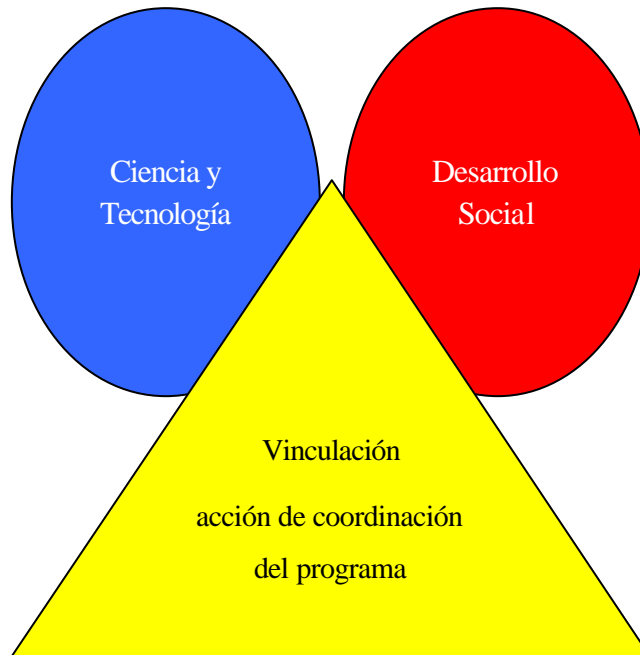 Ciencia y
Tecnología
Desarrollo
Social
Vinculación
acción de coordinación
del programa